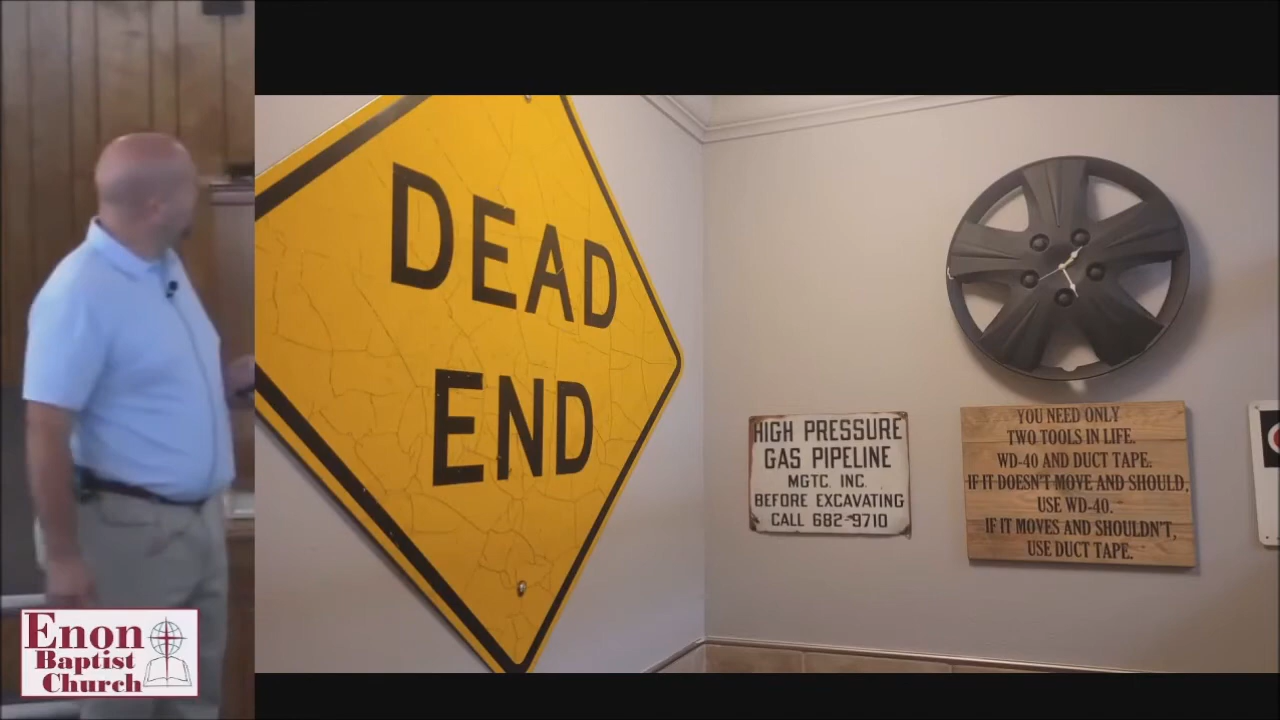 DEAD
END
HIGH PRESSURE
GAS PIPELINE
MGTC. INC.
BEFORE EXCAVATING
CALL 682-9710
YOU NEED ONLY
TWO TOOLS IN LIFE.
WD-40 AND DUCT TAPE.
IF IT DOESN'T MOVE AND SHOULD,
USE WD-40.
IF IT MOVES AND SHOULDN'T,
USE DUCT TAPE.
Enon
Baptist
Church